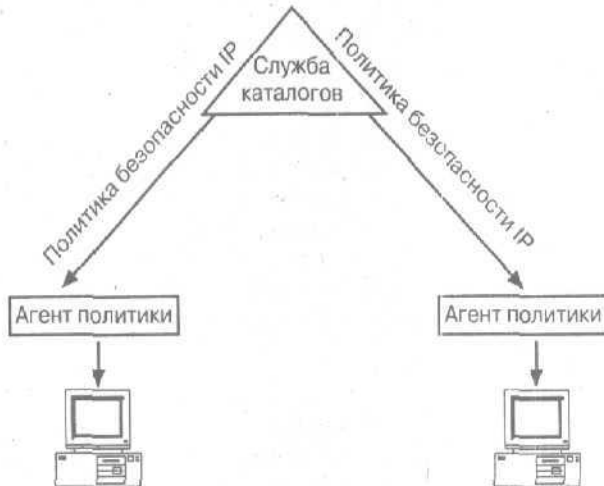 Служба
каталогов
Политика безопасности IP
Политика безопасности IP
Агент политики
Агент политики